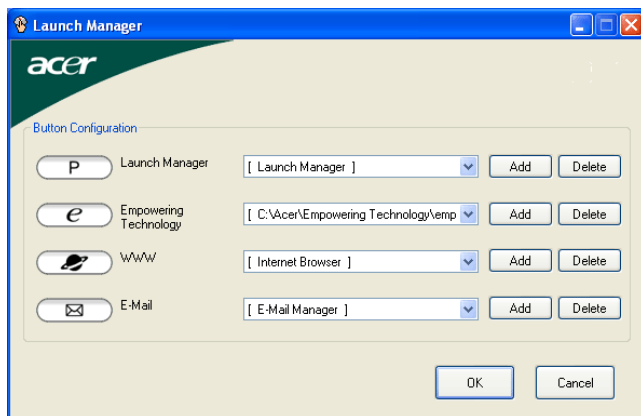 Launch Manager
acer
Button Configuration
P Launch Manager [ Launch Manager ] Add Delete
e Empowering Technology [ C:\Acer\Empowering Technology\emp Add Delete
WWW [ Internet Browser ] Add Delete
E-Mail [ E-Mail Manager ] Add Delete
OK Cancel